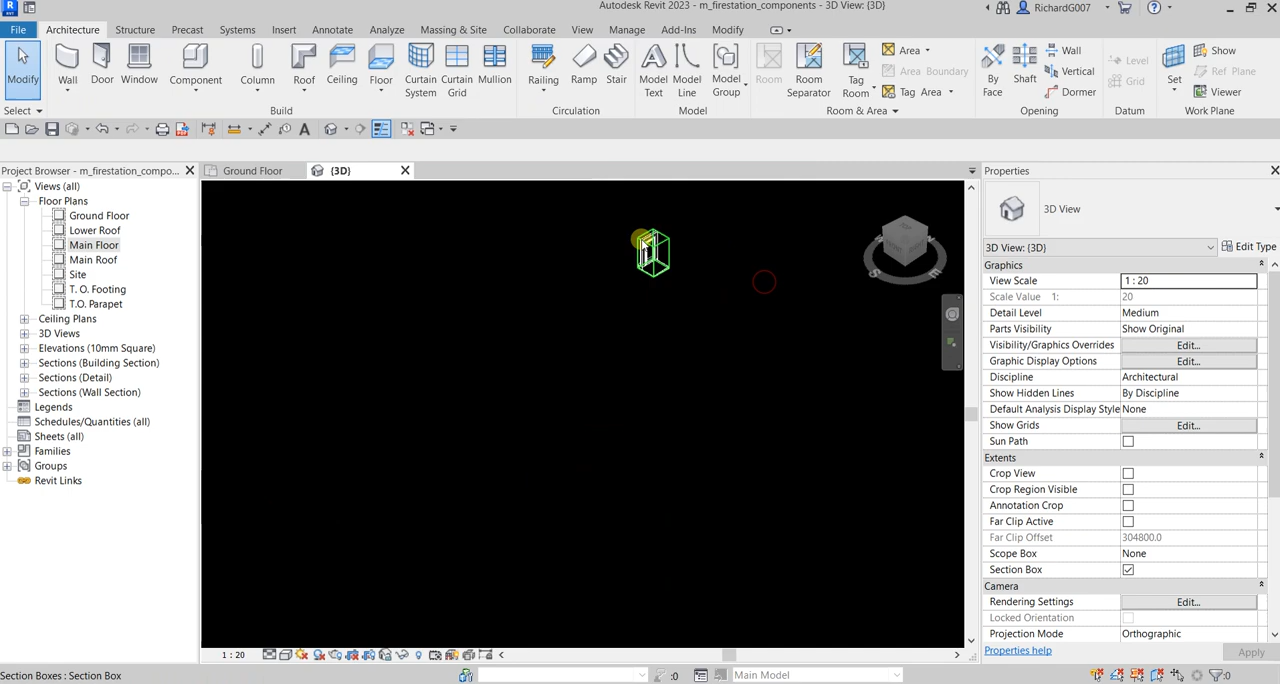 Autodesk Revit 2023 - m_firestation_components - 3D View: {3D}
RichardG007
File Architecture Structure Precast Systems Insert Annotate Analyze Massing & Site Collaborate View Manage Add-Ins Modify
Modify Wall Door Window Component Column Roof Ceiling Floor Curtain System Curtain Grid Mullion Railing Ramp Stair Model Text Model Line Model Group Room Room Separator Tag Room Area Area Boundary Tag Area By Face Shaft Wall Vertical Dormer Level Grid Set Show Ref Plane Viewer
Select Build Circulation Model Room & Area Opening Datum Work Plane
Project Browser - m_firestation_compo...
Ground Floor
{3D}
Properties
Views (all)
Floor Plans
Ground Floor
Lower Roof
Main Floor
Main Roof
Site
T. O. Footing
T.O. Parapet
Ceiling Plans
3D Views
Elevations (10mm Square)
Sections (Building Section)
Sections (Detail)
Sections (Wall Section)
Legends
Schedules/Quantities (all)
Sheets (all)
Families
Groups
Revit Links
S
E
3D View
3D View: {3D} Edit Type
Graphics
View Scale 1 : 20
Scale Value 1: 20
Detail Level Medium
Parts Visibility Show Original
Visibility/Graphics Overrides Edit...
Graphic Display Options Edit...
Discipline Architectural
Show Hidden Lines By Discipline
Default Analysis Display Style None
Show Grids Edit...
Sun Path
Extents
Crop View
Crop Region Visible
Annotation Crop
Far Clip Active
Far Clip Offset 304800.0
Scope Box None
Section Box
Camera
Rendering Settings Edit...
Locked Orientation
Projection Mode Orthographic
Properties help Apply
1 : 20
Section Boxes : Section Box
:0
Main Model
:0